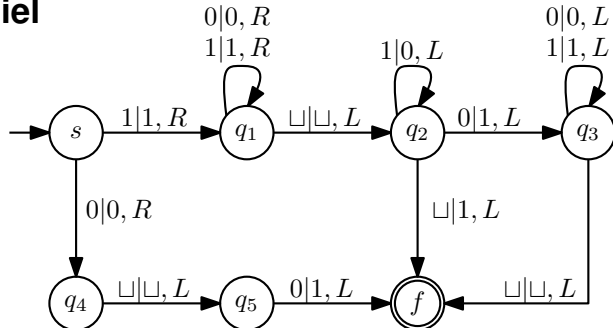 iel
0|0, R
1|1, R
1|0, L
0|0, L
1|1, L
s
1|1, R
q₁
⊔|⊔, L
q₂
0|1, L
q₃
0|0, R
⊔|1, L
q₄
⊔|⊔, L
q₅
0|1, L
f
⊔|⊔, L